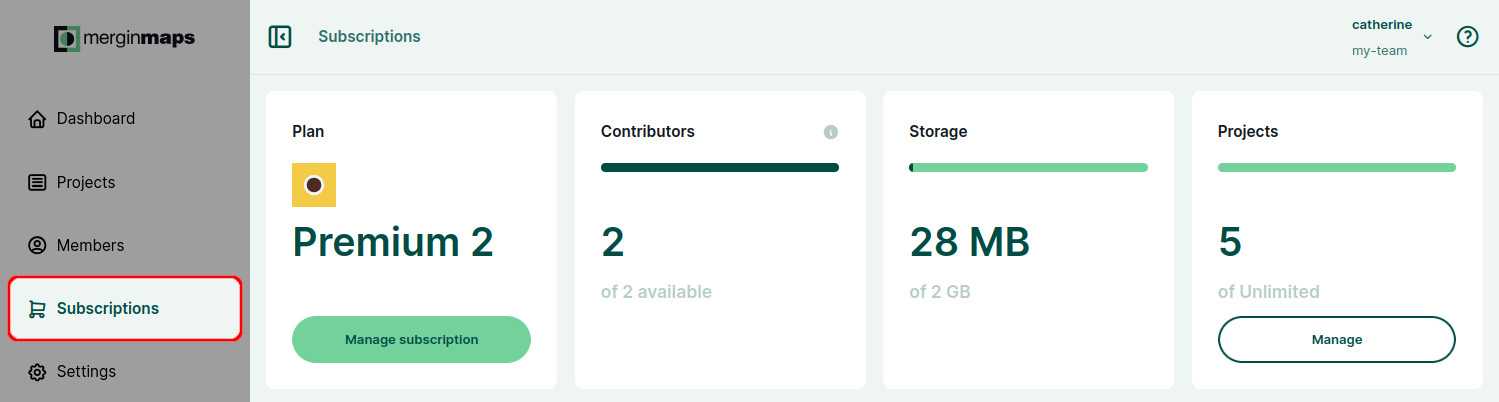 merginmaps
Dashboard
Projects
Members
Subscriptions
Settings
Subscriptions
catherine
my-team
Plan
Premium 2
Manage subscription
Contributors
2
of 2 available
Storage
28 MB
of 2 GB
Projects
5
of Unlimited
Manage